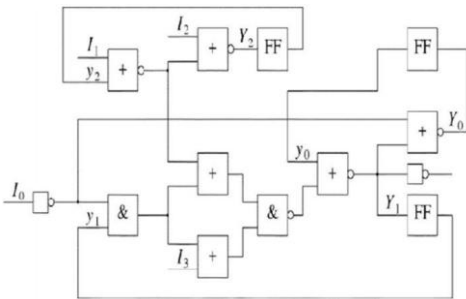 I₂ Y₂ FF FF
I₁ + +
y₂
y₀ + + Y₀
I₀ + 
y₁ & & Y₁ FF
I₃ +